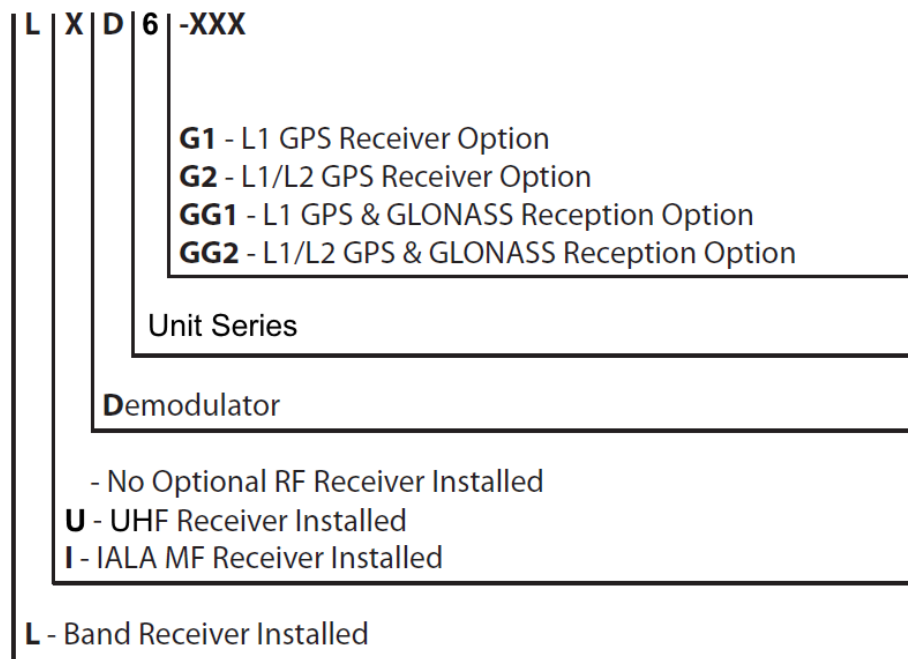 L X D 6 -XXX
G1 - L1 GPS Receiver Option
G2 - L1/L2 GPS Receiver Option
GG1 - L1 GPS & GLONASS Reception Option
GG2 - L1/L2 GPS & GLONASS Reception Option
Unit Series
Demodulator
- No Optional RF Receiver Installed
U - UHF Receiver Installed
I - IALA MF Receiver Installed
L - Band Receiver Installed